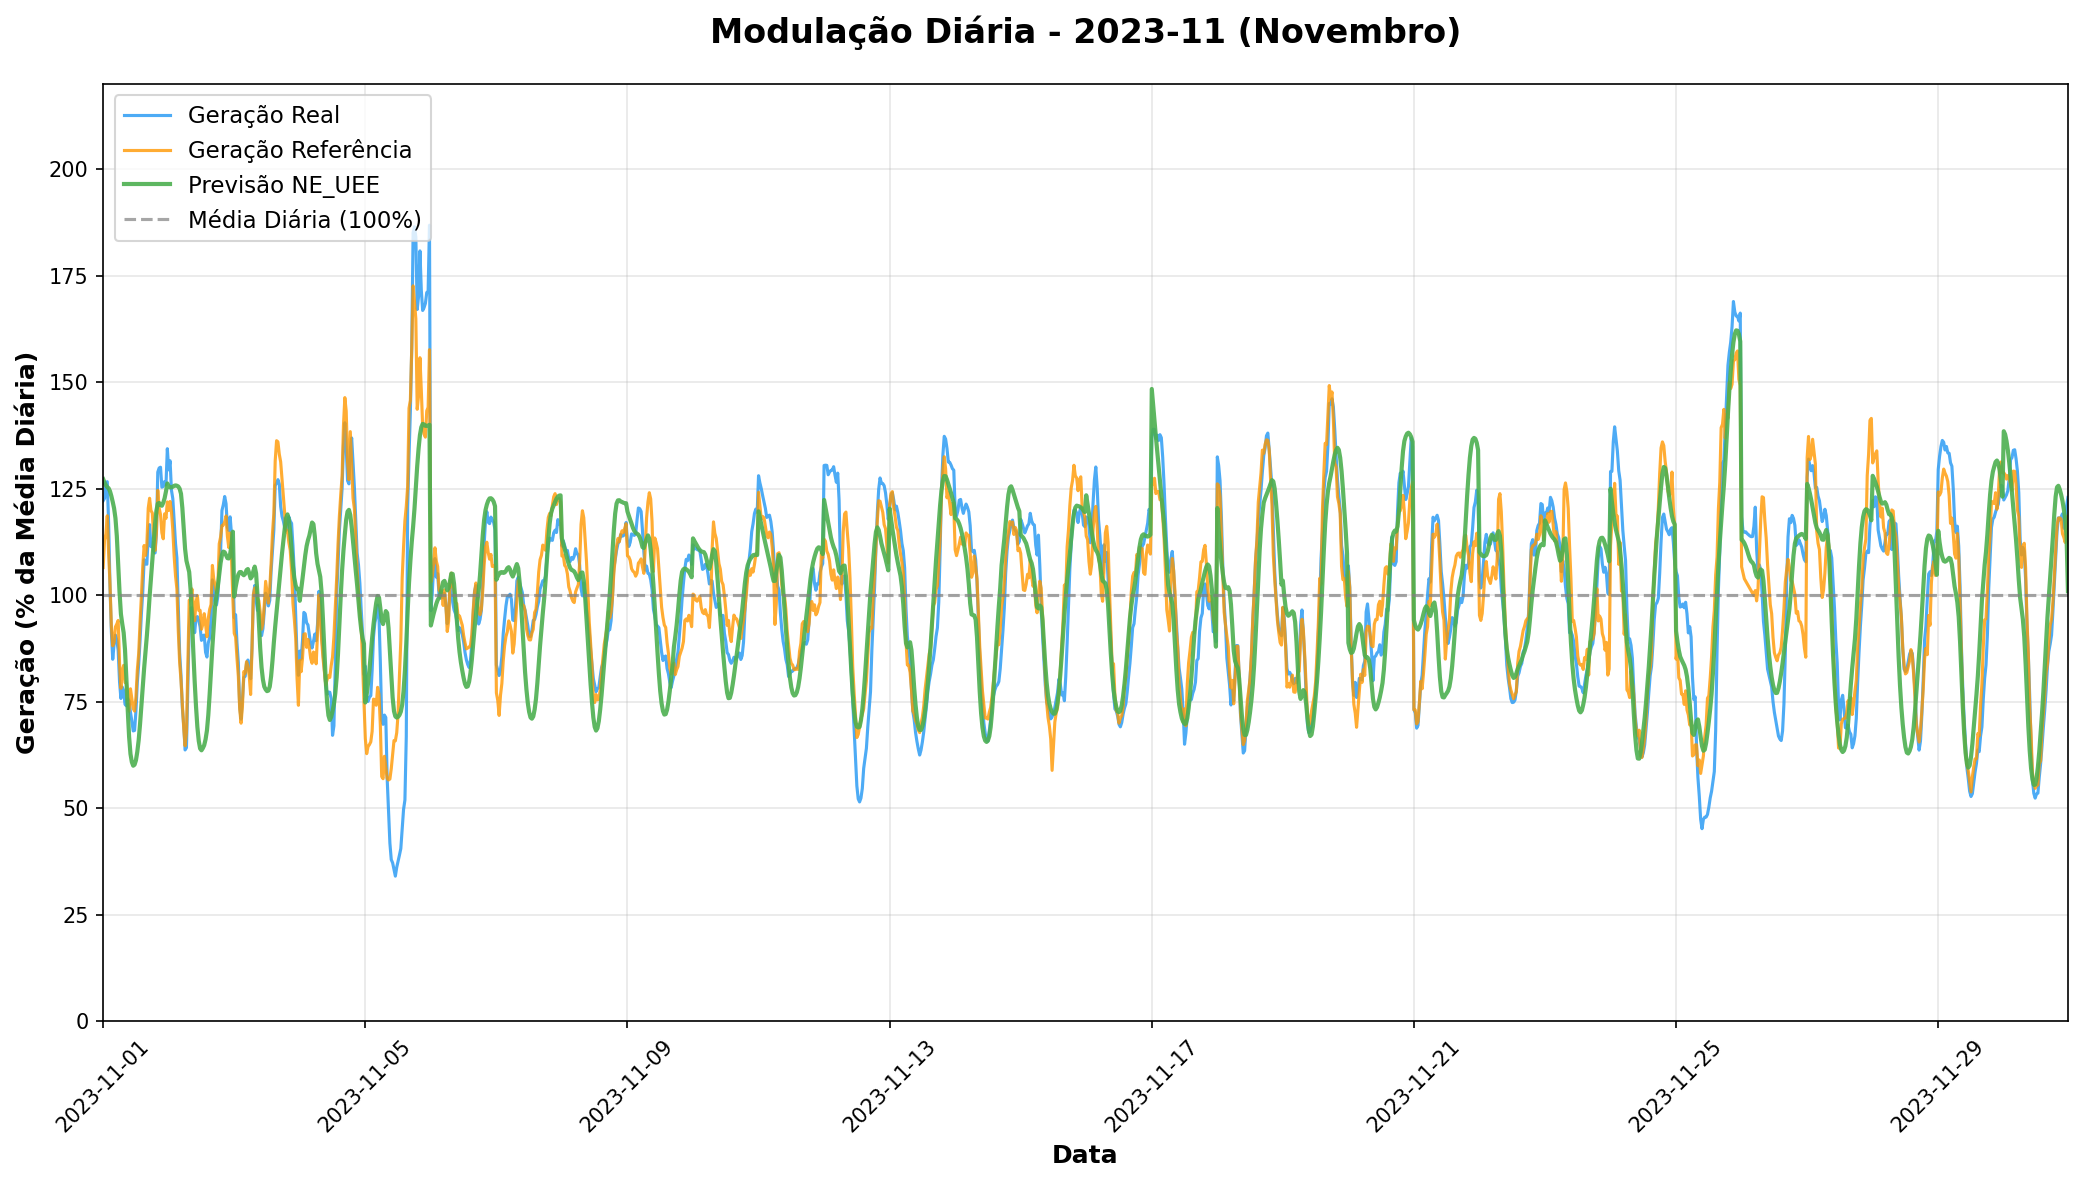 Modulação Diária - 2023-11 (Novembro)
Geração Real
Geração Referência
Previsão NE_UEE
Média Diária (100%)
Geração (% da Média Diária)
200
175
150
125
100
75
50
25
0
2023-11-01
2023-11-05
2023-11-09
2023-11-13
2023-11-17
2023-11-21
2023-11-25
2023-11-29
Data